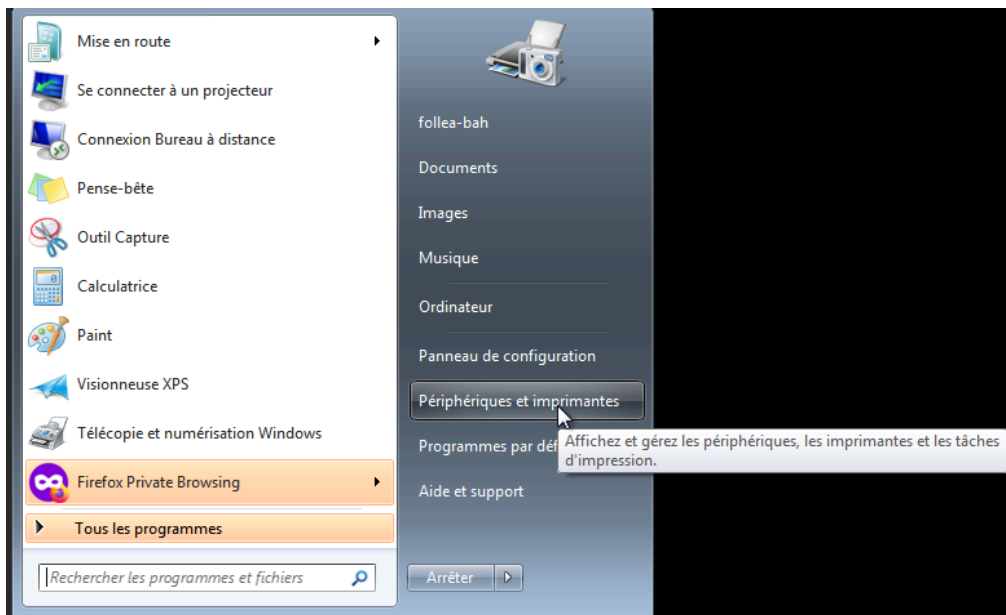 Mise en route
Se connecter à un projecteur
Connexion Bureau à distance
Pense-bête
Outil Capture
Calculatrice
Paint
Visionneuse XPS
Télécopie et numérisation Windows
Firefox Private Browsing
Tous les programmes
Rechercher les programmes et fichiers
follea-bah
Documents
Images
Musique
Ordinateur
Panneau de configuration
Périphériques et imprimantes
Programmes par déf
Affichez et gérez les périphériques, les imprimantes et les tâches
d'impression.
Aide et support
Arrêter